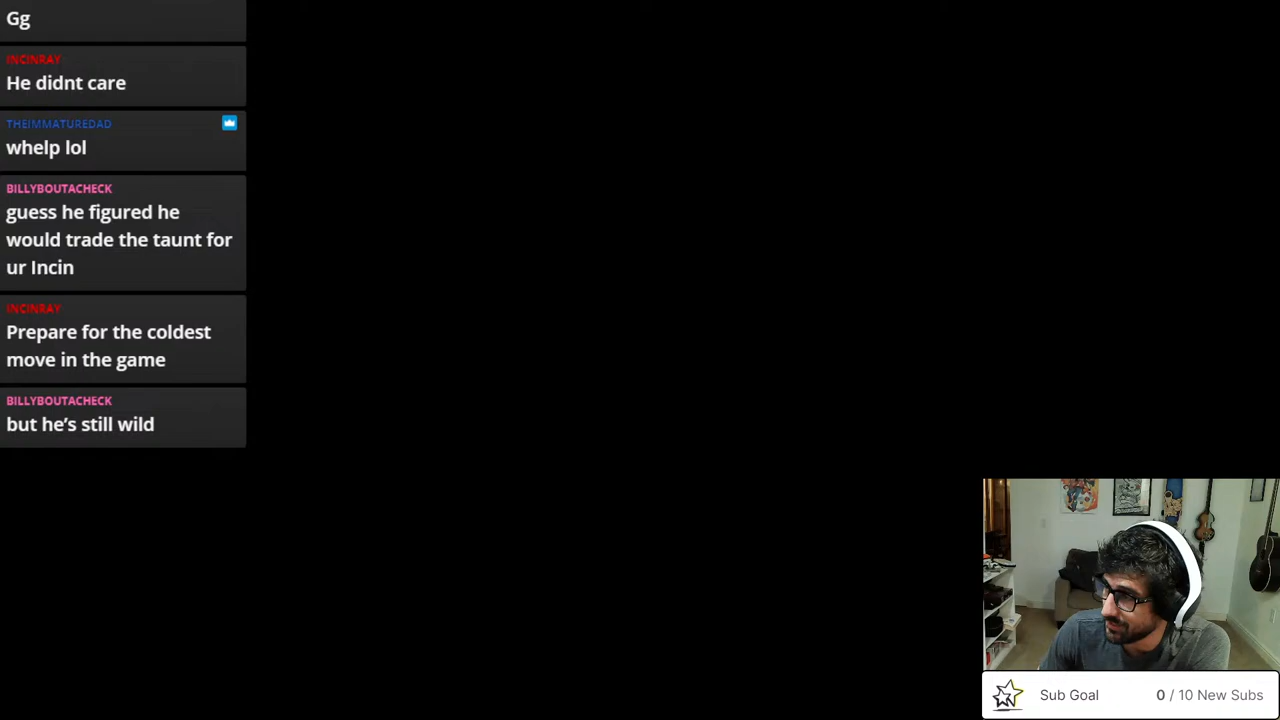 Gg
INCINRAY
He didnt care
THEIMMATUREDAD
whelp lol
BILLYBOUTACHECK
guess he figured he
would trade the taunt for
ur Incin
INCINRAY
Prepare for the coldest
move in the game
BILLYBOUTACHECK
but he’s still wild
Sub Goal 0 / 10 New Subs